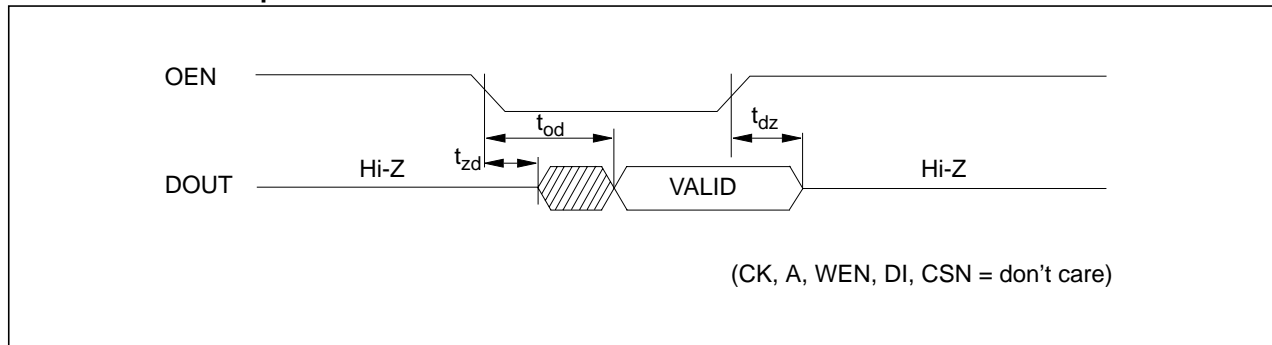 OEN
t_od
t_dz
t_zd
Hi-Z
Hi-Z
DOUT
VALID
(CK, A, WEN, DI, CSN = don't care)